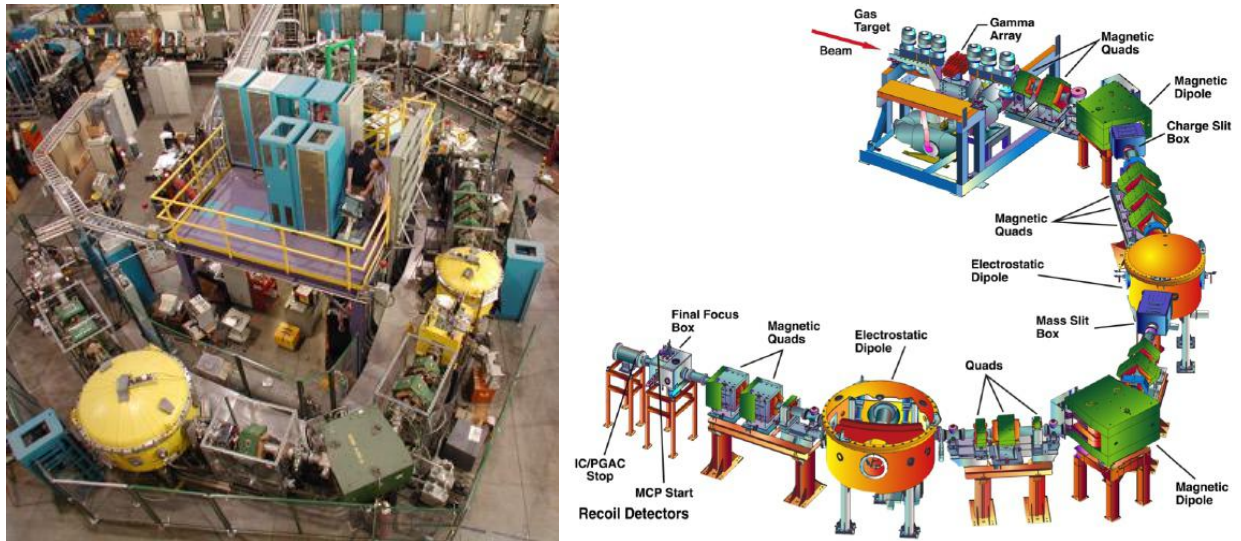 Gas
Target
Gamma
Array
Beam
Magnetic
Quads
Magnetic
Dipole
Charge Slit
Box
Magnetic
Quads
Electrostatic
Dipole
Mass Slit
Box
Final Focus
Box
Magnetic
Quads
Electrostatic
Dipole
Quads
IC/PGAC
Stop
MCP Start
Magnetic
Dipole
Recoil Detectors